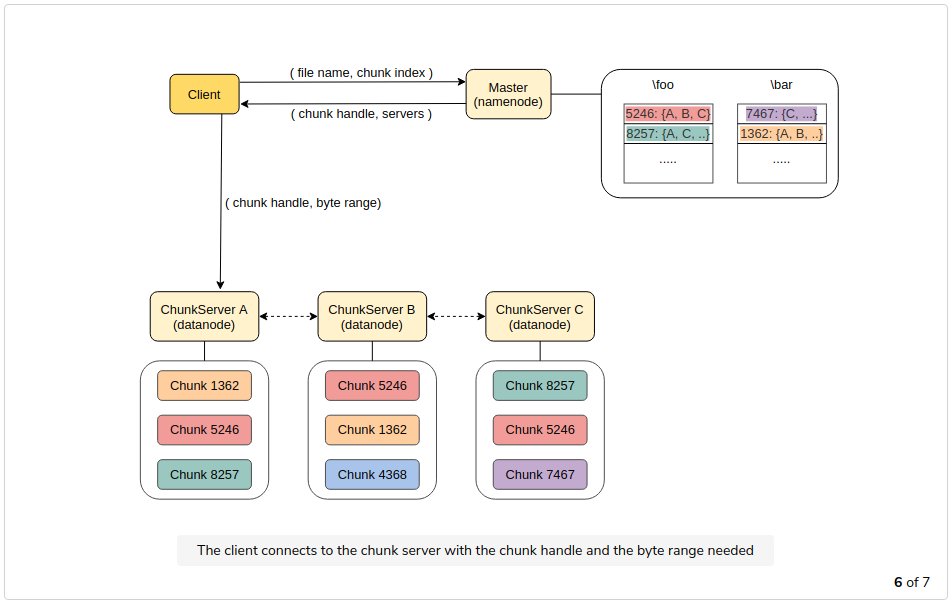 ( file name, chunk index )
Client
Master
(namenode)
( chunk handle, servers )
\foo
\bar
5246: {A, B, C}
7467: {C, ...}
8257: {A, C, ..}
1362: {A, B, ..}
.....
.....
( chunk handle, byte range)
ChunkServer A
(datanode)
ChunkServer B
(datanode)
ChunkServer C
(datanode)
Chunk 1362
Chunk 5246
Chunk 8257
Chunk 5246
Chunk 1362
Chunk 4368
Chunk 8257
Chunk 5246
Chunk 7467
The client connects to the chunk server with the chunk handle and the byte range needed
6 of 7